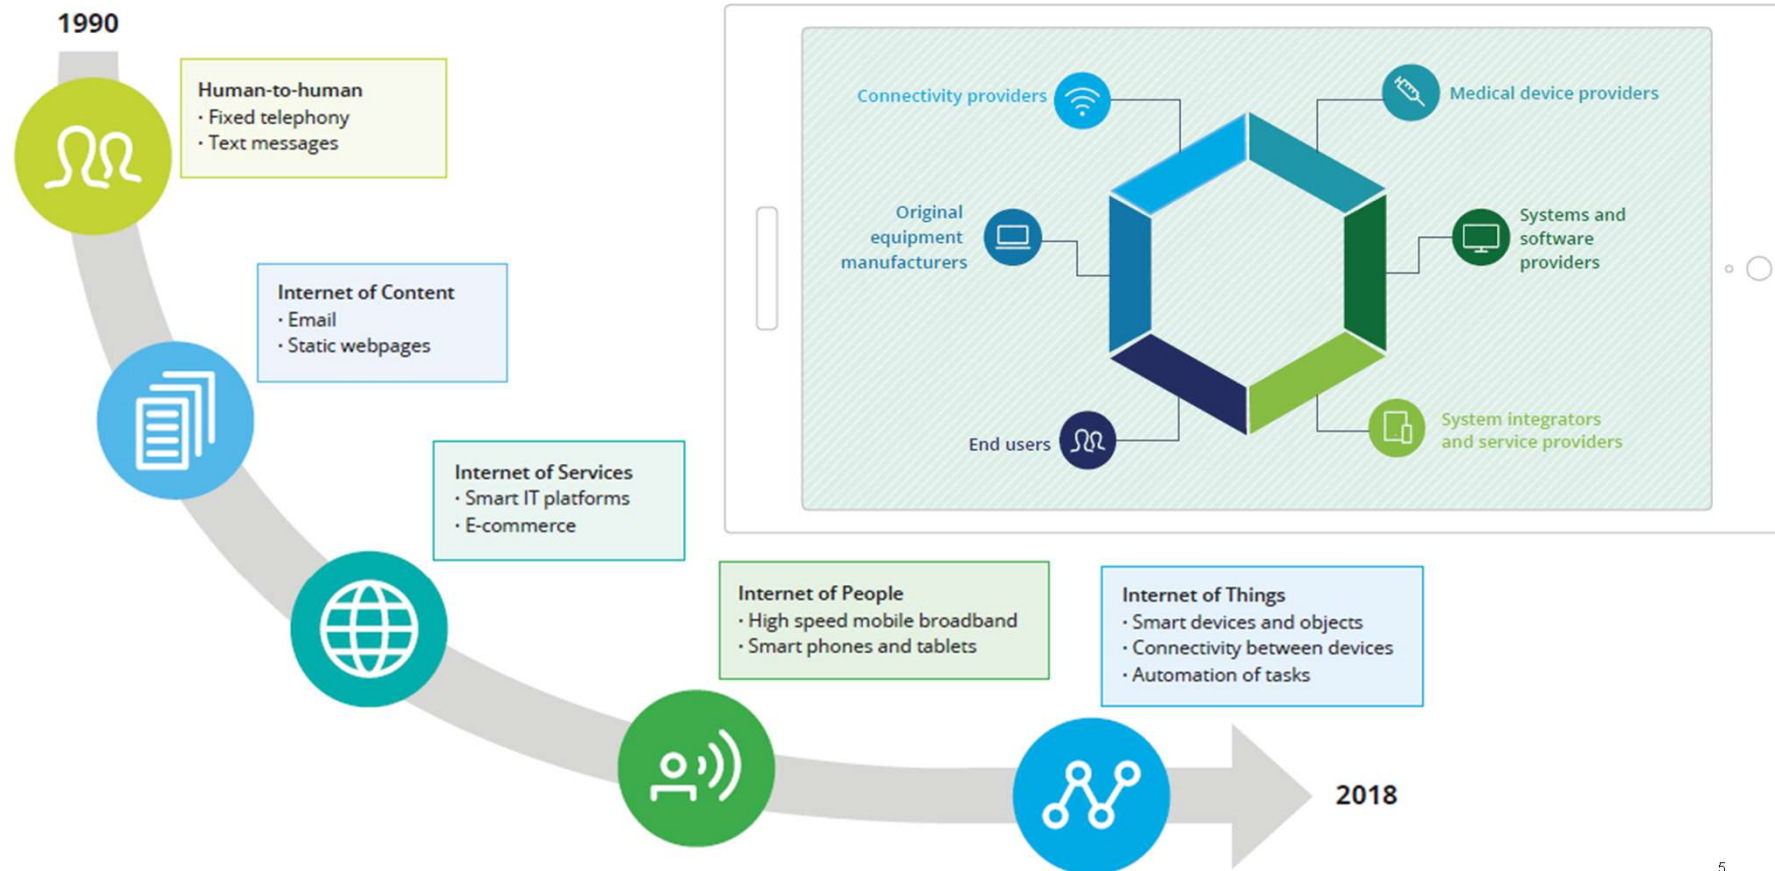 1990
Human-to-human
· Fixed telephony
· Text messages
Internet of Content
· Email
· Static webpages
Internet of Services
· Smart IT platforms
· E-commerce
Internet of People
· High speed mobile broadband
· Smart phones and tablets
Internet of Things
· Smart devices and objects
· Connectivity between devices
· Automation of tasks
2018
Connectivity providers
Medical device providers
Original
equipment
manufacturers
Systems and
software
providers
End users
System integrators
and service providers
5